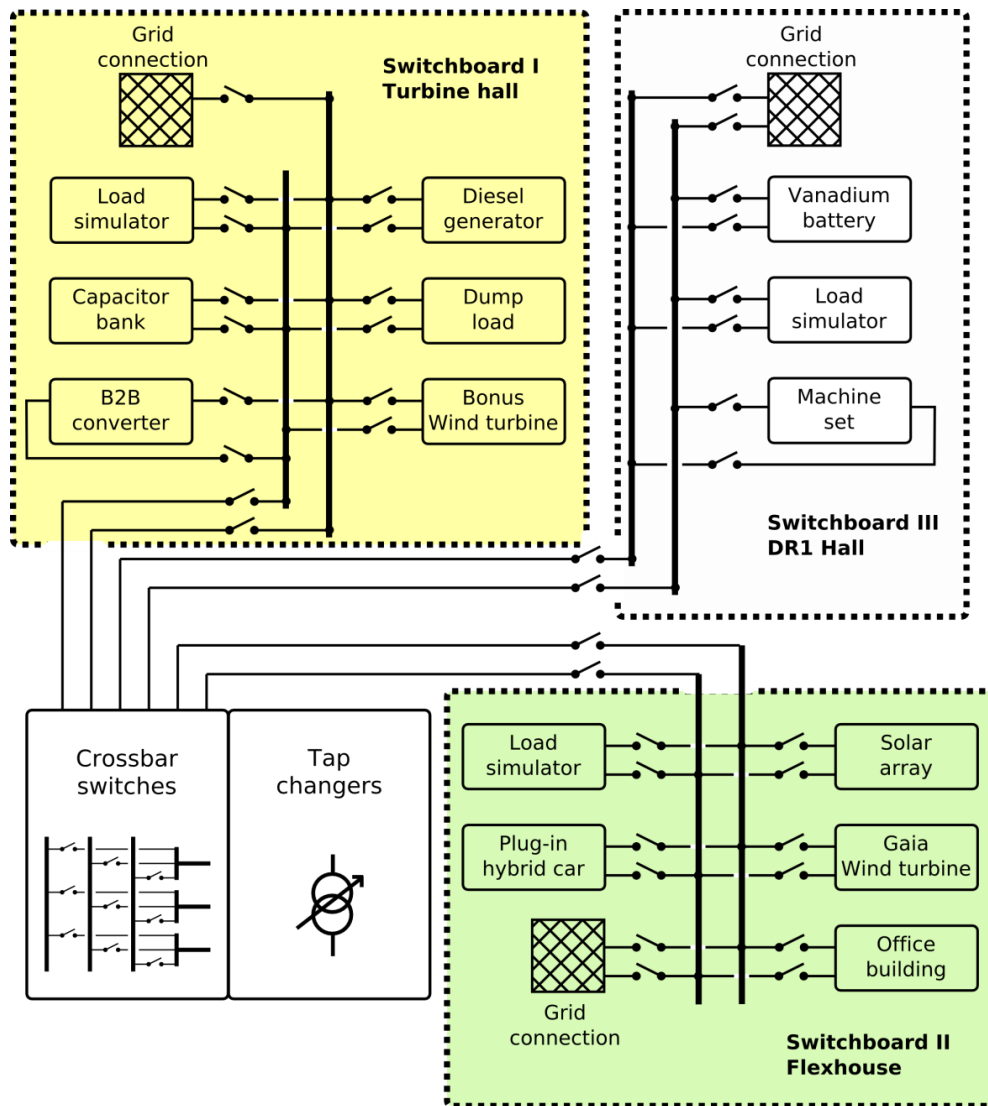 Grid
connection
Switchboard I
Turbine hall
Load
simulator
Diesel
generator
Capacitor
bank
Dump
load
B2B
converter
Bonus
Wind turbine
Grid
connection
Vanadium
battery
Load
simulator
Machine
set
Switchboard III
DR1 Hall
Crossbar
switches
Tap
changers
Load
simulator
Solar
array
Plug-in
hybrid car
Gaia
Wind turbine
Office
building
Grid
connection
Switchboard II
Flexhouse